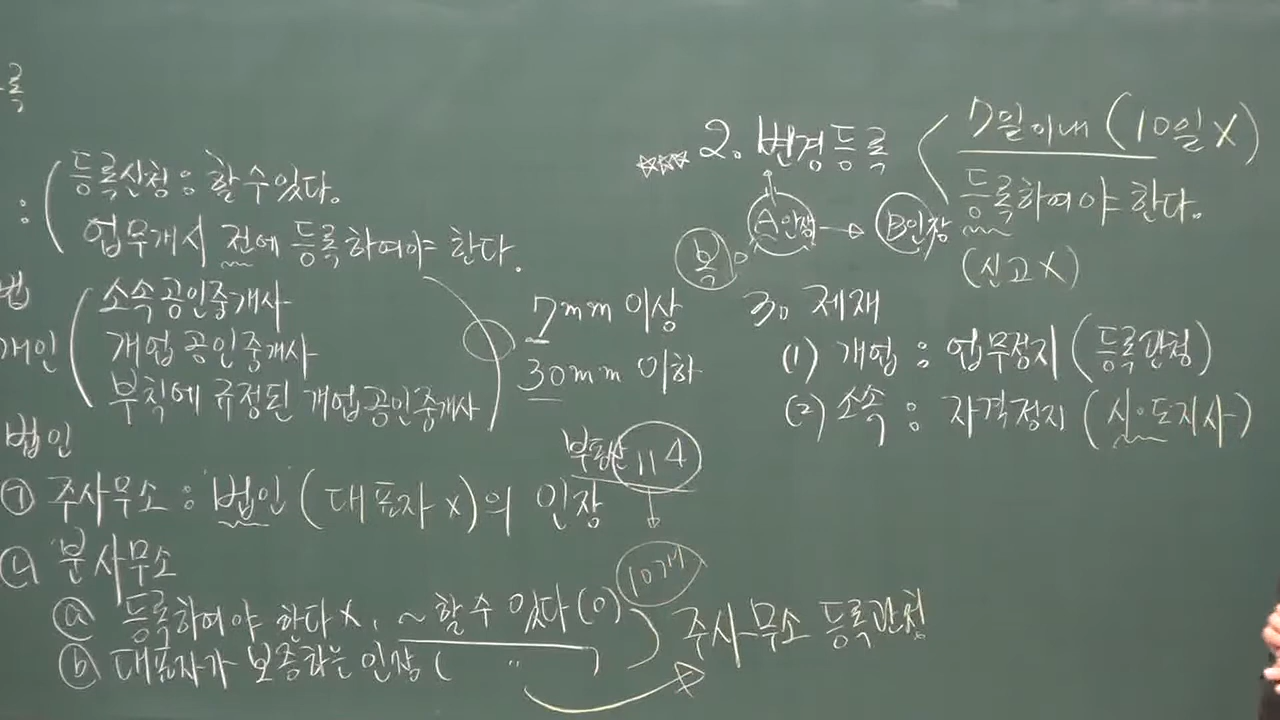 록
: 등록신청 : 할 수 있다.
업무개시 전에 등록하여야 한다.
소속공인중개사
개인 개업공인중개사
부칙에 규정된 개업공인중개사
7mm 이상
30mm 이하
법인
㉠ 주사무소 : 법인 (대표자 X)의 인장
㉡ 분사무소
ⓐ 등록하여야 한다 X, ~할 수 있다 (O)
ⓑ 대표자가 보증하는 인장 ( " )
부동산 114
10개
주사무소 등록관청
☆☆☆ 2. 변경등록
7일이내 (10일 X)
등록하여야 한다.
(신고 X)
A인장 → B인장
3. 제재
(1) 개업 : 업무정지 (등록관청)
(2) 소속 : 자격정지 (시·도지사)